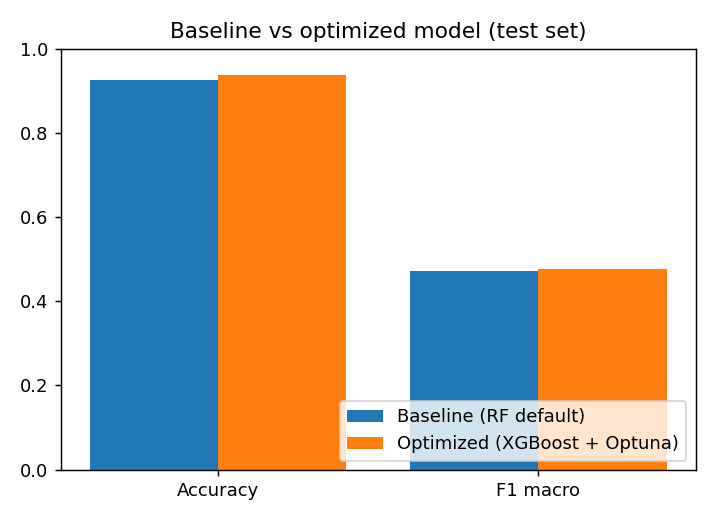 Baseline vs optimized model (test set)
1.0
0.8
0.6
0.4
0.2
0.0
Baseline (RF default)
Optimized (XGBoost + Optuna)
Accuracy
F1 macro